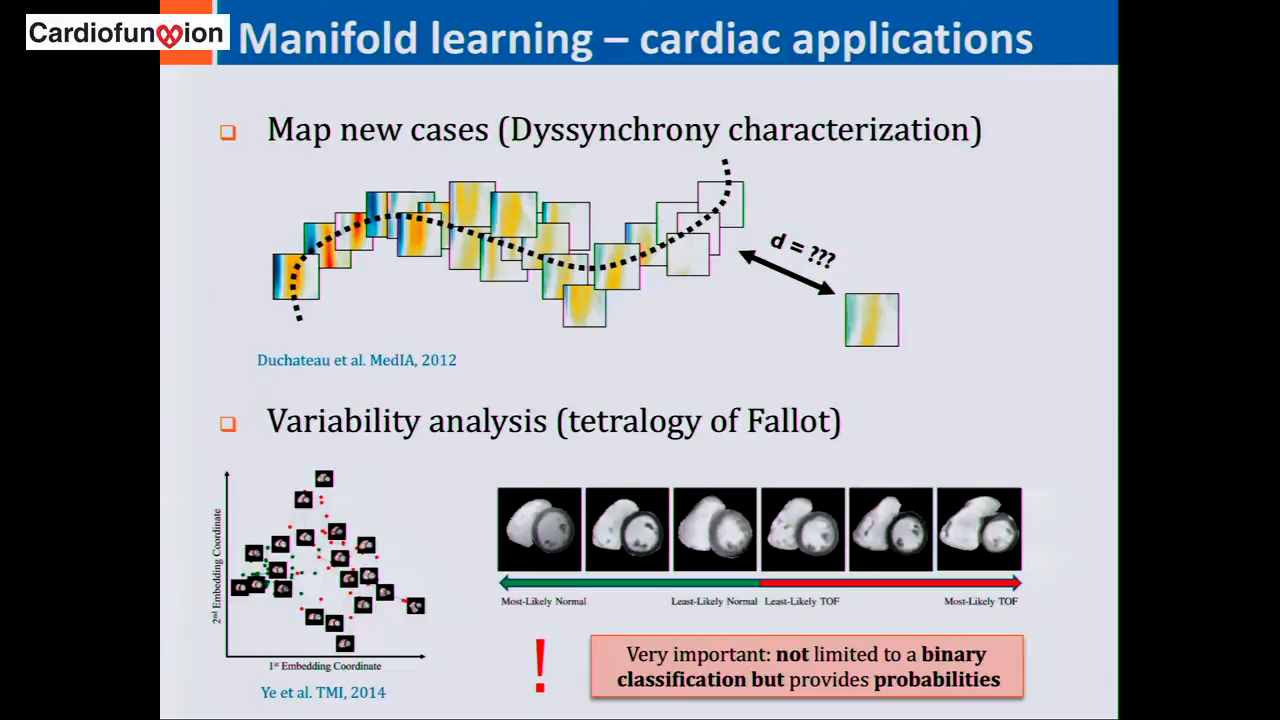 Cardiofunxion
Manifold learning – cardiac applications
Map new cases (Dyssynchrony characterization)
d = ???
Duchateau et al. MedIA, 2012
Variability analysis (tetralogy of Fallot)
2nd Embedding Coordinate
1st Embedding Coordinate
Ye et al. TMI, 2014
Most-Likely Normal
Least-Likely Normal
Least-Likely TOF
Most-Likely TOF
!
Very important: not limited to a binary
classification but provides probabilities